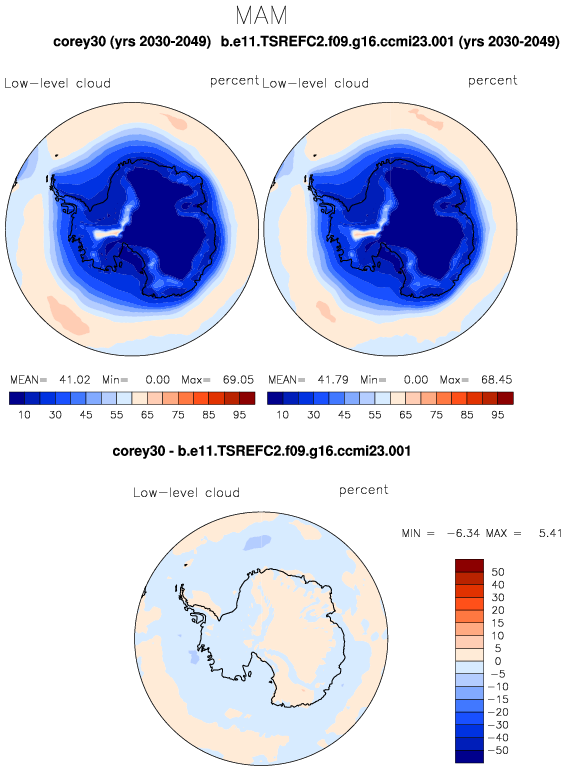 MAM
corey30 (yrs 2030-2049) b.e11.TSREFC2.f09.g16.ccmi23.001 (yrs 2030-2049)
Low-level cloud percent Low-level cloud percent
MEAN= 41.02 Min= 0.00 Max= 69.05 MEAN= 41.79 Min= 0.00 Max= 68.45
10 30 45 55 65 75 85 95 10 30 45 55 65 75 85 95
corey30 - b.e11.TSREFC2.f09.g16.ccmi23.001
Low-level cloud percent
MIN = -6.34 MAX = 5.41
50
40
30
20
15
10
5
0
-5
-10
-15
-20
-30
-40
-50